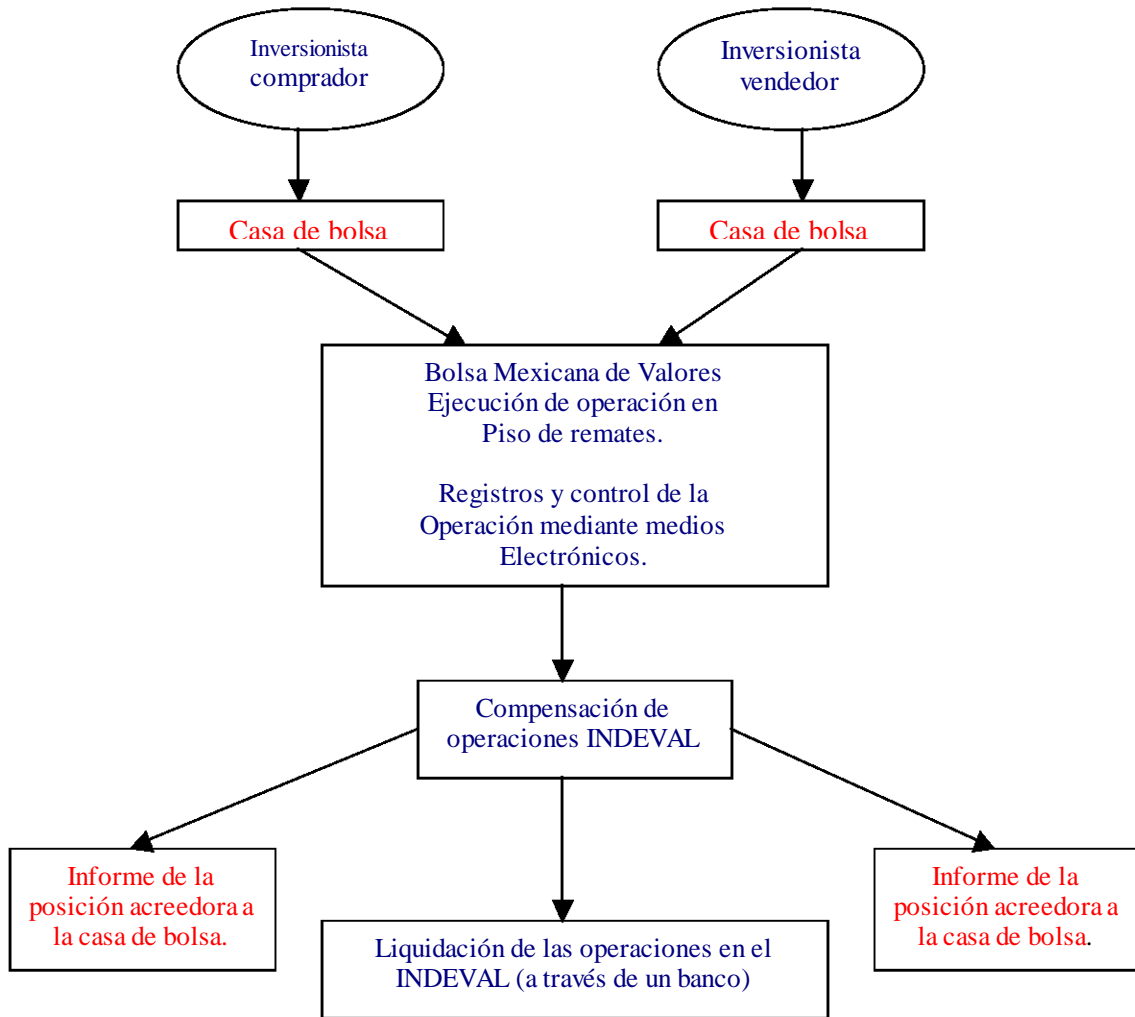 Inversionista
comprador
Inversionista
vendedor
Casa de bolsa
Casa de bolsa
Bolsa Mexicana de Valores
Ejecución de operación en
Piso de remates.
Registros y control de la
Operación mediante medios
Electrónicos.
Compensación de
operaciones INDEVAL
Informe de la
posición acreedora a
la casa de bolsa.
Liquidación de las operaciones en el
INDEVAL (a través de un banco)
Informe de la
posición acreedora a
la casa de bolsa.